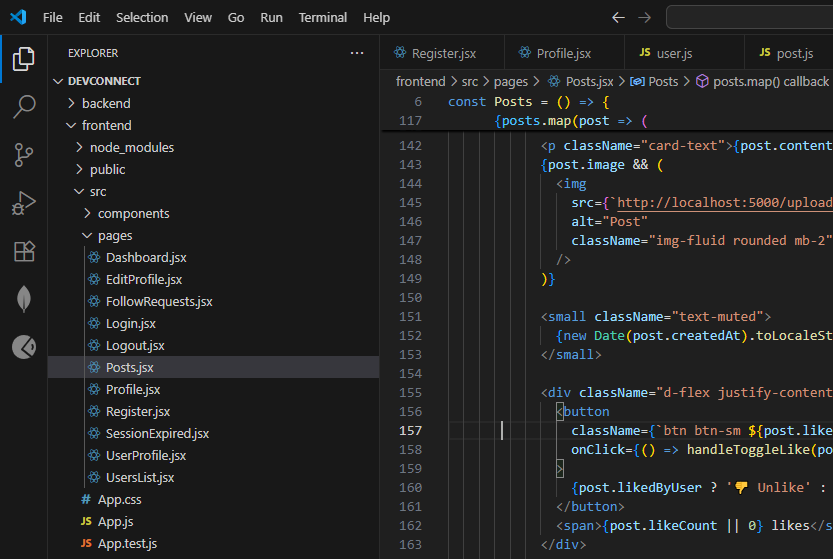 File Edit Selection View Go Run Terminal Help
EXPLORER ...
DEVCONNECT
backend
frontend
node_modules
public
src
components
pages
Dashboard.jsx
EditProfile.jsx
FollowRequests.jsx
Login.jsx
Logout.jsx
Posts.jsx
Profile.jsx
Register.jsx
SessionExpired.jsx
UserProfile.jsx
UsersList.jsx
# App.css
JS App.js
JS App.test.js
Register.jsx Profile.jsx JS user.js JS post.js
frontend > src > pages > Posts.jsx > Posts > posts.map() callback
6 const Posts = () => {
117 {posts.map(post => (
142 <p className="card-text">{post.content
143 {post.image && (
144 <img
145 src={`http://localhost:5000/upload
146 alt="Post"
147 className="img-fluid rounded mb-2"
148 />
149 )}
150
151 <small className="text-muted">
152 {new Date(post.createdAt).toLocaleSt
153 </small>
154
155 <div className="d-flex justify-content
156 <button
157 className={`btn btn-sm ${post.like
158 onClick={() => handleToggleLike(po
159 >
160 {post.likedByUser ? '👎 Unlike' :
161 </button>
162 <span>{post.likeCount || 0} likes</s
163 </div>